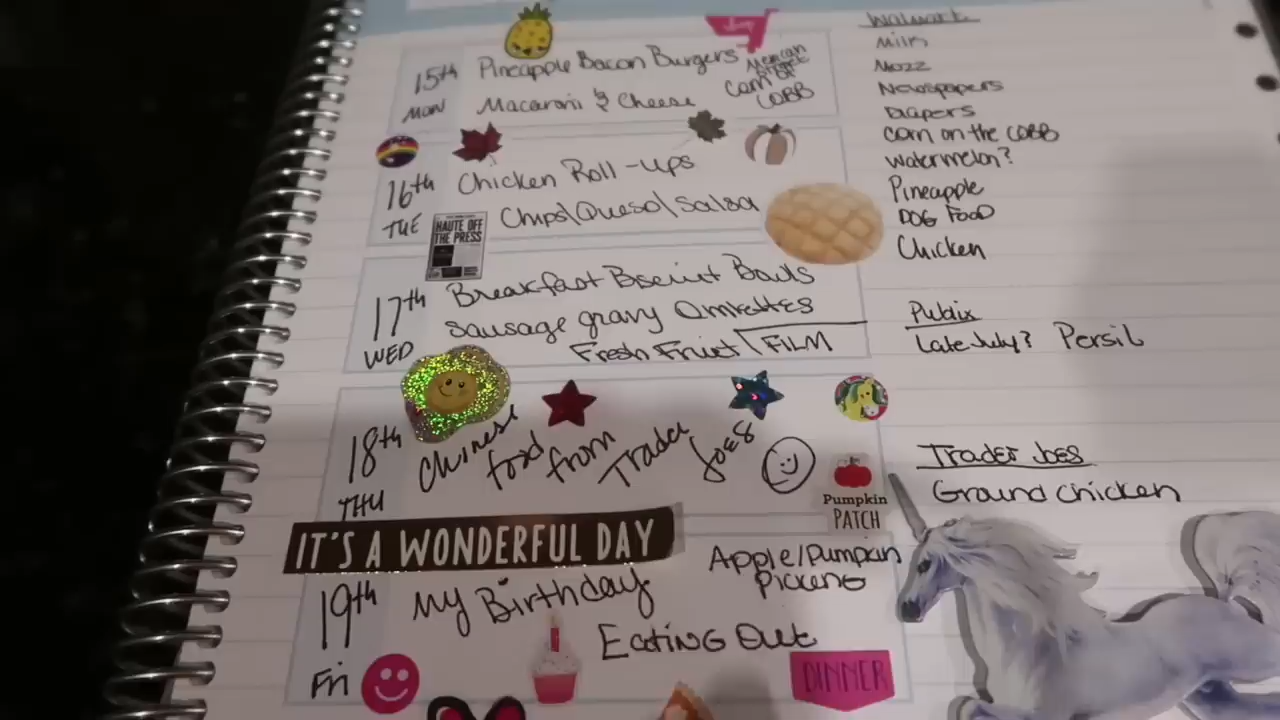 15th
MON
Pineapple Bacon Burgers
Macaroni & Cheese
Mexican
Street
Corn on
COBB
16th
TUE
Chicken Roll-ups
Chips/Queso/Salsa
HAUTE OFF
THE PRESS
17th
WED
Breakfast Biscuit Bowls
Sausage gravy Omelettes
Fresh Fruit
FILM
18th
THU
Chinese
food
from
Trader
Joes
Pumpkin
PATCH
IT'S A WONDERFUL DAY
19th
Fri
My Birthday
Apple/Pumpkin
Picking
Eating Out
DINNER
Walmart
Milk
Mozz
Newspapers
Diapers
corn on the COBB
watermelon?
Pineapple
DOG FOOD
Chicken
Publix
Late July? Persil
Trader Joes
Ground chicken